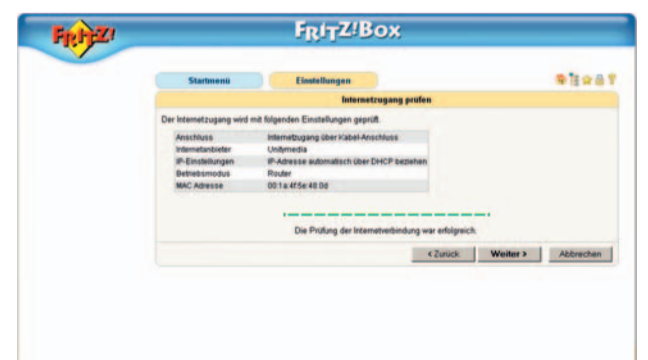 FRITZ!
FRITZ!Box
Startmenü
Einstellungen
Internetzugang prüfen
Der Internetzugang wird mit folgenden Einstellungen geprüft.
Anschluss Internetzugang über Kabel-Anschluss
Internetanbieter Unitymedia
IP-Einstellungen IP-Adresse automatisch über DHCP beziehen
Betriebsmodus Router
MAC Adresse 00:1a:4f:5e:48:0d
Die Prüfung der Internetverbindung war erfolgreich.
< Zurück Weiter > Abbrechen